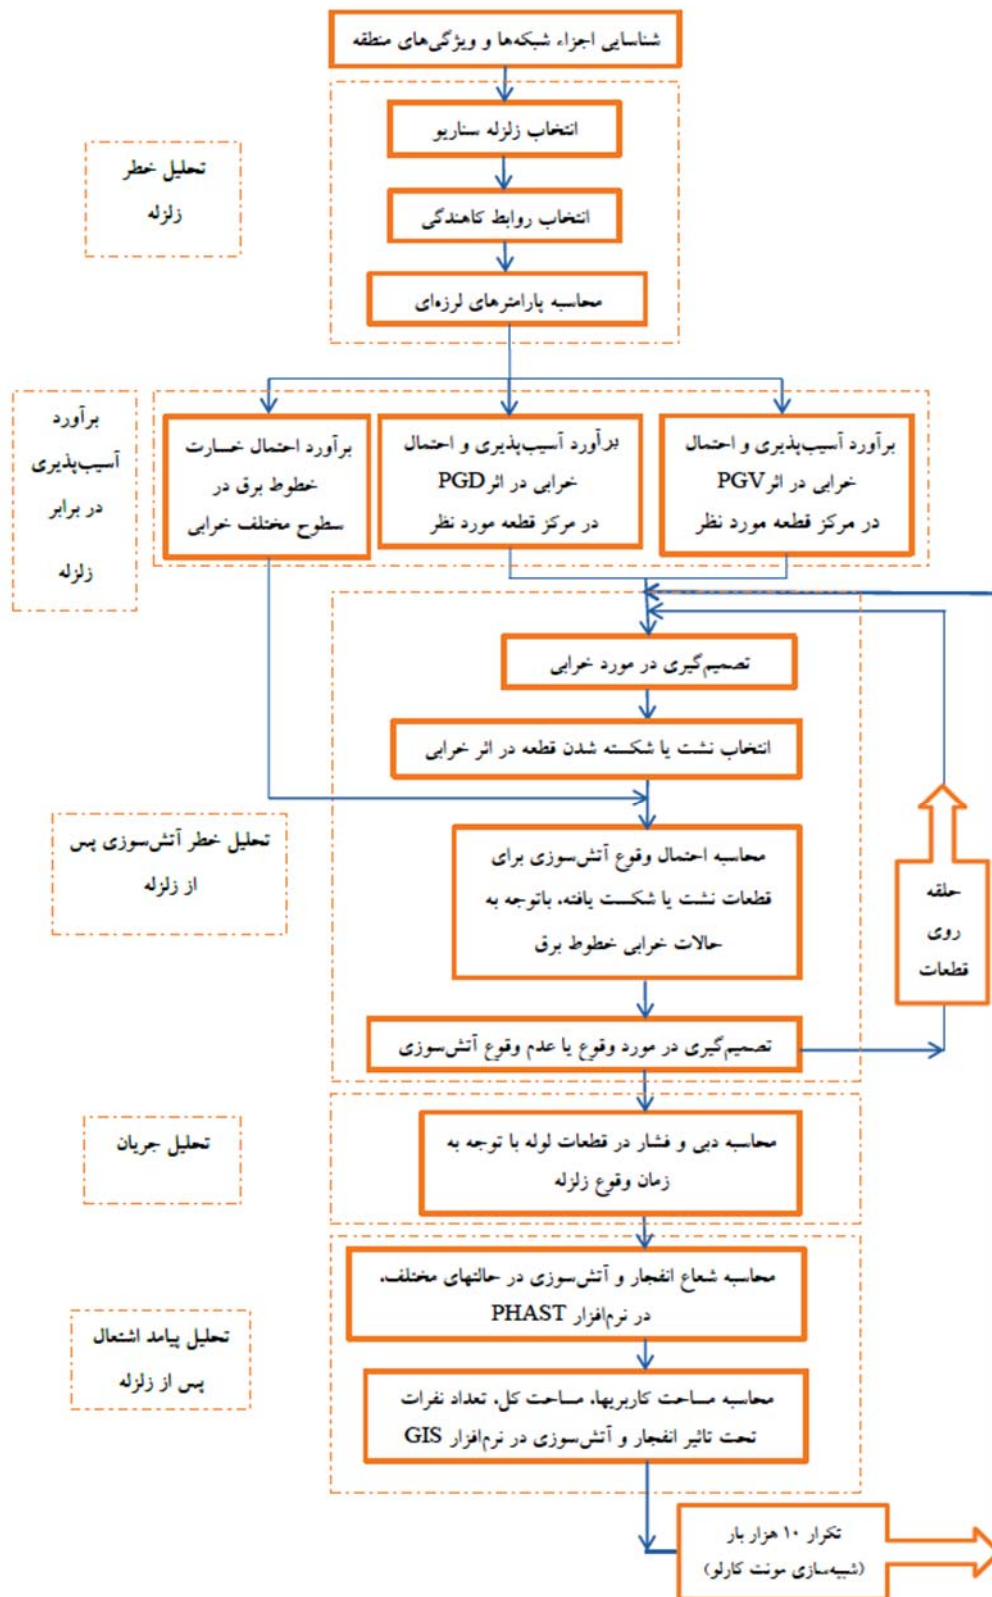 شناسایی اجزاء شبکه‌ها و ویژگی‌های منطقه
انتخاب زلزله سناریو
تحلیل خطر
زلزله
انتخاب روابط کاهندگی
محاسبه پارامترهای لرزه‌ای
برآورد آسیب‌پذیری و احتمال
خرابی در اثر PGV
در مرکز قطعه مورد نظر
برآورد آسیب‌پذیری و احتمال
خرابی در اثر PGD
در مرکز قطعه مورد نظر
برآورد احتمال خسارت
خطوط برق در
سطوح مختلف خرابی
برآورد
آسیب‌پذیری
در برابر
زلزله
تصمیم‌گیری در مورد خرابی
انتخاب نشت یا شکسته شدن قطعه در اثر خرابی
محاسبه احتمال وقوع آتش‌سوزی برای
قطعات نشت یا شکست یافته، باتوجه به
حالات خرابی خطوط برق
تحلیل خطر آتش‌سوزی پس
از زلزله
حلقه
روی
قطعات
تصمیم‌گیری در مورد وقوع یا عدم وقوع آتش‌سوزی
محاسبه دبی و فشار در قطعات لوله با توجه به
زمان وقوع زلزله
تحلیل جریان
محاسبه شعاع انفجار و آتش‌سوزی در حالتهای مختلف،
در نرم‌افزار PHAST
تحلیل پیامد اشتعال
پس از زلزله
محاسبه مساحت کاربریها، مساحت کل، تعداد نفرات
تحت تاثیر انفجار و آتش‌سوزی در نرم‌افزار GIS
تکرار ۱۰ هزار بار
(شبیه‌سازی مونت کارلو)